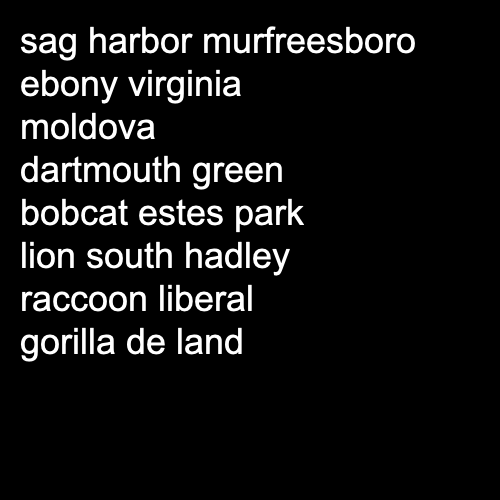 sag harbor murfreesboro
ebony virginia
moldova
dartmouth green
bobcat estes park
lion south hadley
raccoon liberal
gorilla de land